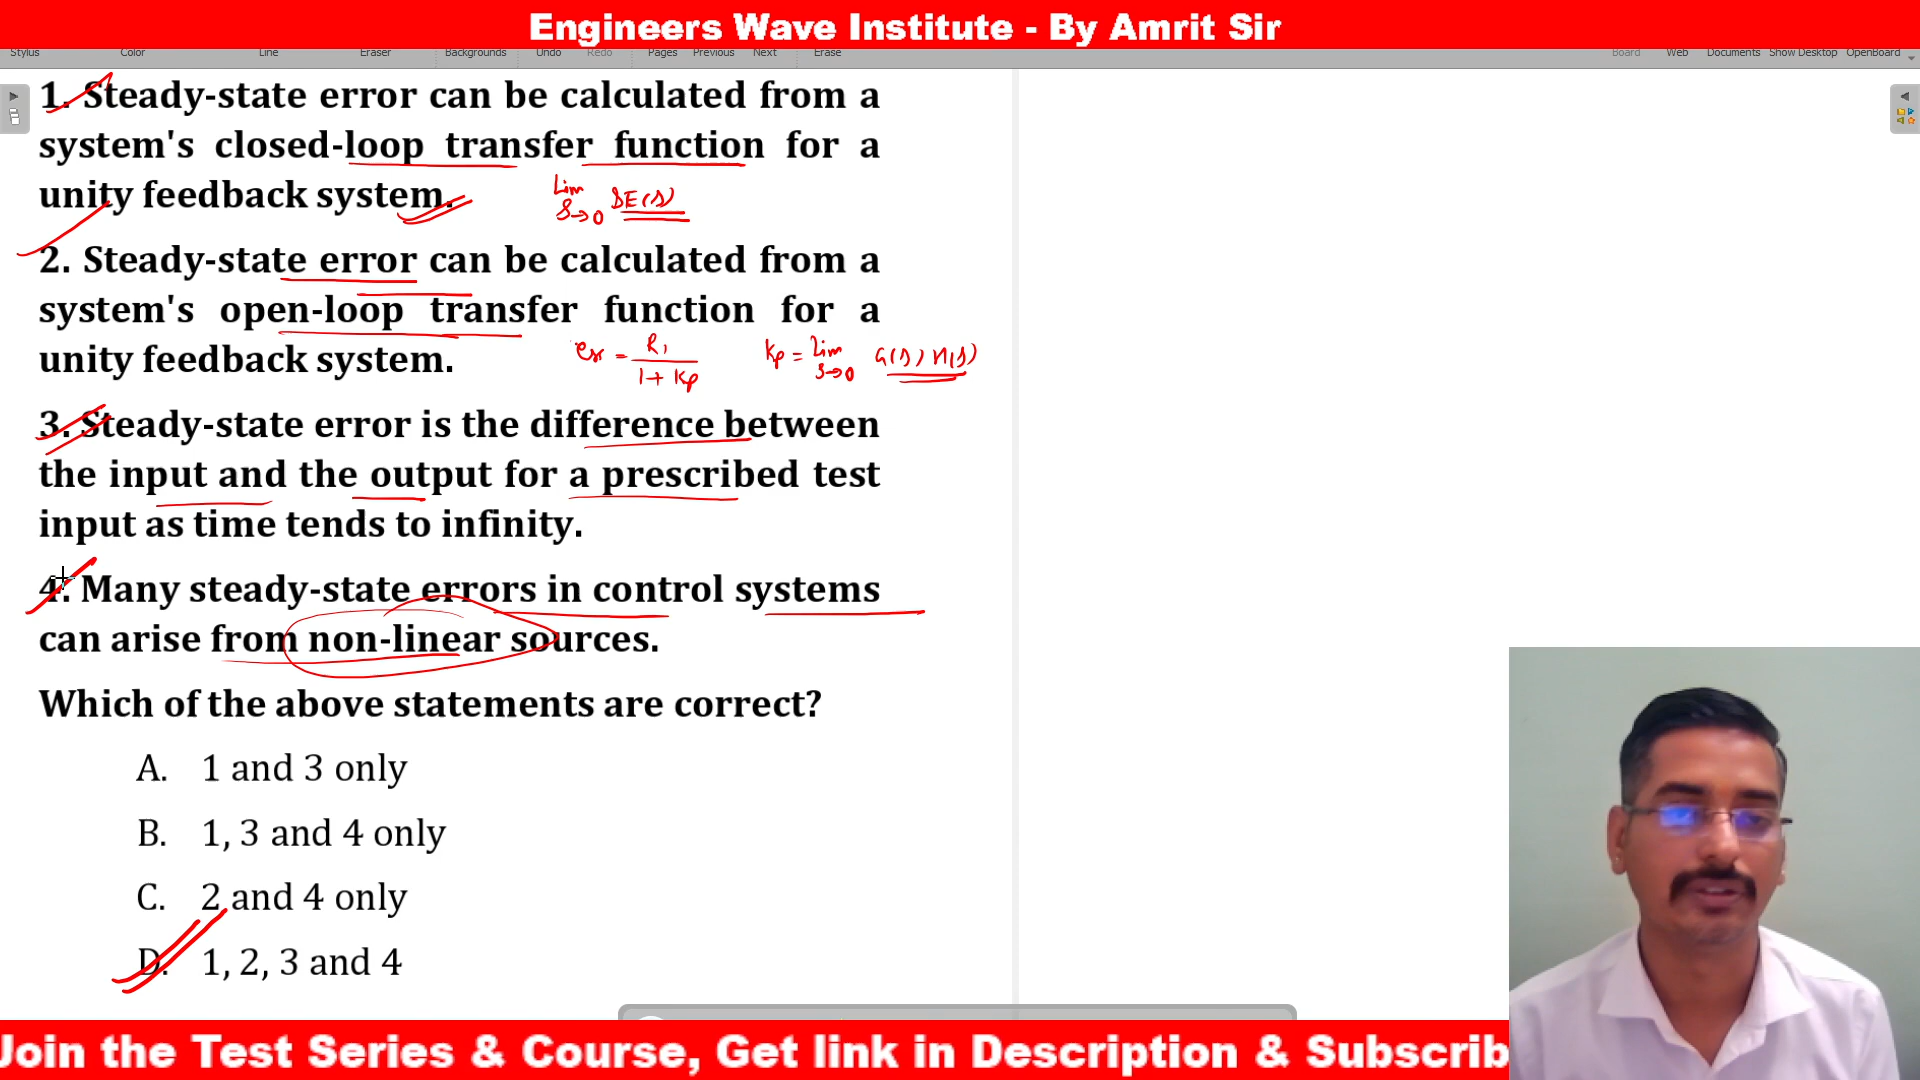 Engineers Wave Institute - By Amrit Sir
Stylus Color Line Eraser Backgrounds Undo Redo Pages Previous Next Erase Board Web Documents Show Desktop OpenBoard
1. Steady-state error can be calculated from a
system's closed-loop transfer function for a
unity feedback system.
Lim
S→0 SE(s)
2. Steady-state error can be calculated from a
system's open-loop transfer function for a
unity feedback system.
ess = R1 / 1 + Kp
Kp = Lim S→0 G(s) H(s)
3. Steady-state error is the difference between
the input and the output for a prescribed test
input as time tends to infinity.
4. Many steady-state errors in control systems
can arise from non-linear sources.
Which of the above statements are correct?
A. 1 and 3 only
B. 1, 3 and 4 only
C. 2 and 4 only
D. 1, 2, 3 and 4
Join the Test Series & Course, Get link in Description & Subscrib